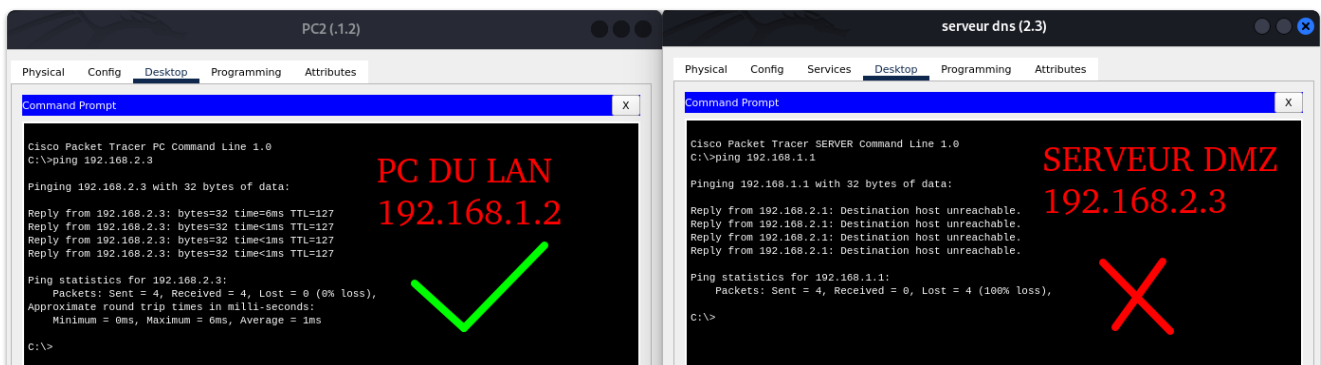 PC2 (.1.2)
Physical Config Desktop Programming Attributes
Command Prompt
X
Cisco Packet Tracer PC Command Line 1.0
C:\>ping 192.168.2.3
Pinging 192.168.2.3 with 32 bytes of data:
Reply from 192.168.2.3: bytes=32 time=6ms TTL=127
Reply from 192.168.2.3: bytes=32 time<1ms TTL=127
Reply from 192.168.2.3: bytes=32 time<1ms TTL=127
Reply from 192.168.2.3: bytes=32 time<1ms TTL=127
Ping statistics for 192.168.2.3:
Packets: Sent = 4, Received = 4, Lost = 0 (0% loss),
Approximate round trip times in milli-seconds:
Minimum = 0ms, Maximum = 6ms, Average = 1ms
C:\>
PC DU LAN
192.168.1.2
serveur dns (2.3)
Physical Config Services Desktop Programming Attributes
Command Prompt
X
Cisco Packet Tracer SERVER Command Line 1.0
C:\>ping 192.168.1.1
Pinging 192.168.1.1 with 32 bytes of data:
Reply from 192.168.2.1: Destination host unreachable.
Reply from 192.168.2.1: Destination host unreachable.
Reply from 192.168.2.1: Destination host unreachable.
Reply from 192.168.2.1: Destination host unreachable.
Ping statistics for 192.168.1.1:
Packets: Sent = 4, Received = 0, Lost = 4 (100% loss),
C:\>
SERVEUR DMZ
192.168.2.3